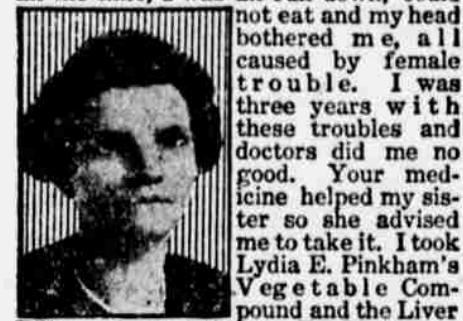 not eat and my head
bothered me, all
caused by female
trouble. I was
three years with
these troubles and
doctors did me no
good. Your med-
icine helped my sis-
ter so she advised
me to take it. I took
Lydia E. Pinkham's
Vegetable Com-
pound and the Liver